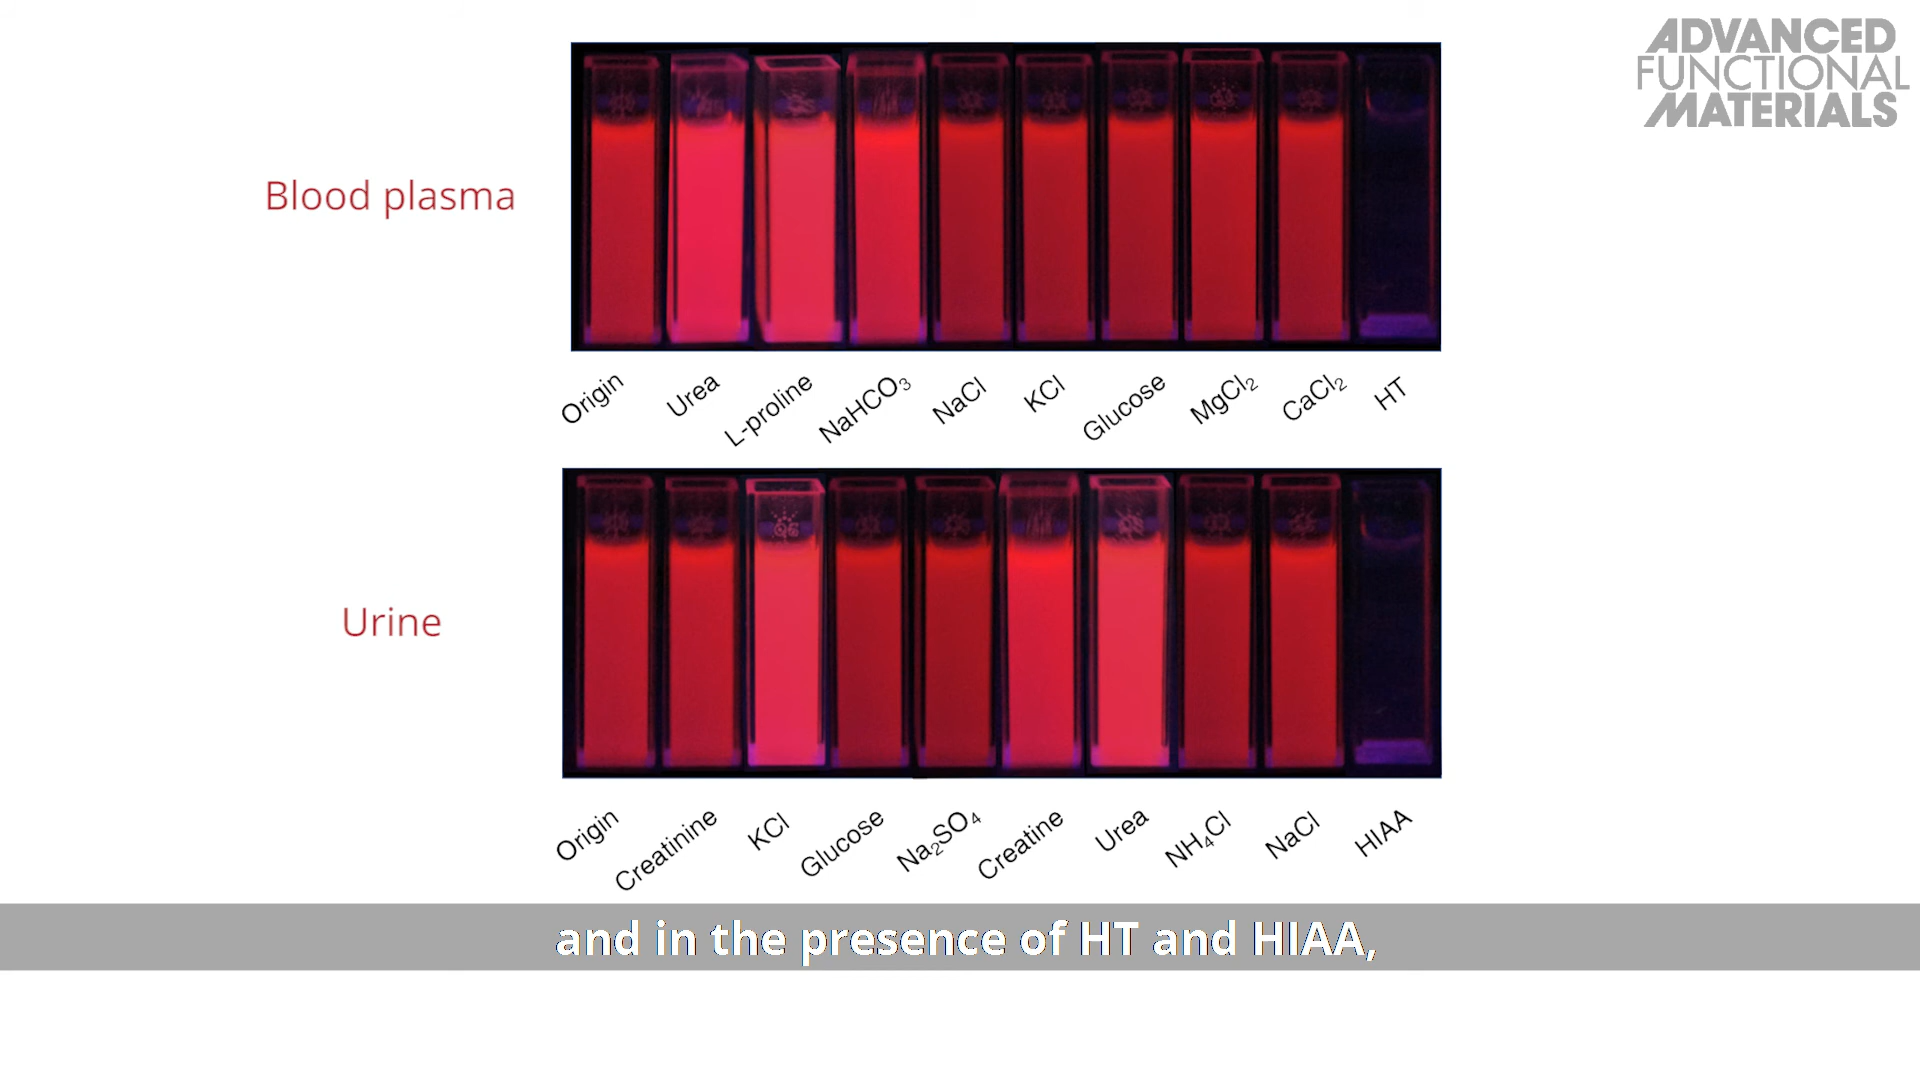 ADVANCED
FUNCTIONAL
MATERIALS
Blood plasma
Origin
Urea
L-proline
NaHCO₃
NaCl
KCl
Glucose
MgCl₂
CaCl₂
HT
Urine
Origin
Creatinine
KCl
Glucose
Na₂SO₄
Creatine
Urea
NH₄Cl
NaCl
HIAA
and in the presence of HT and HIAA,